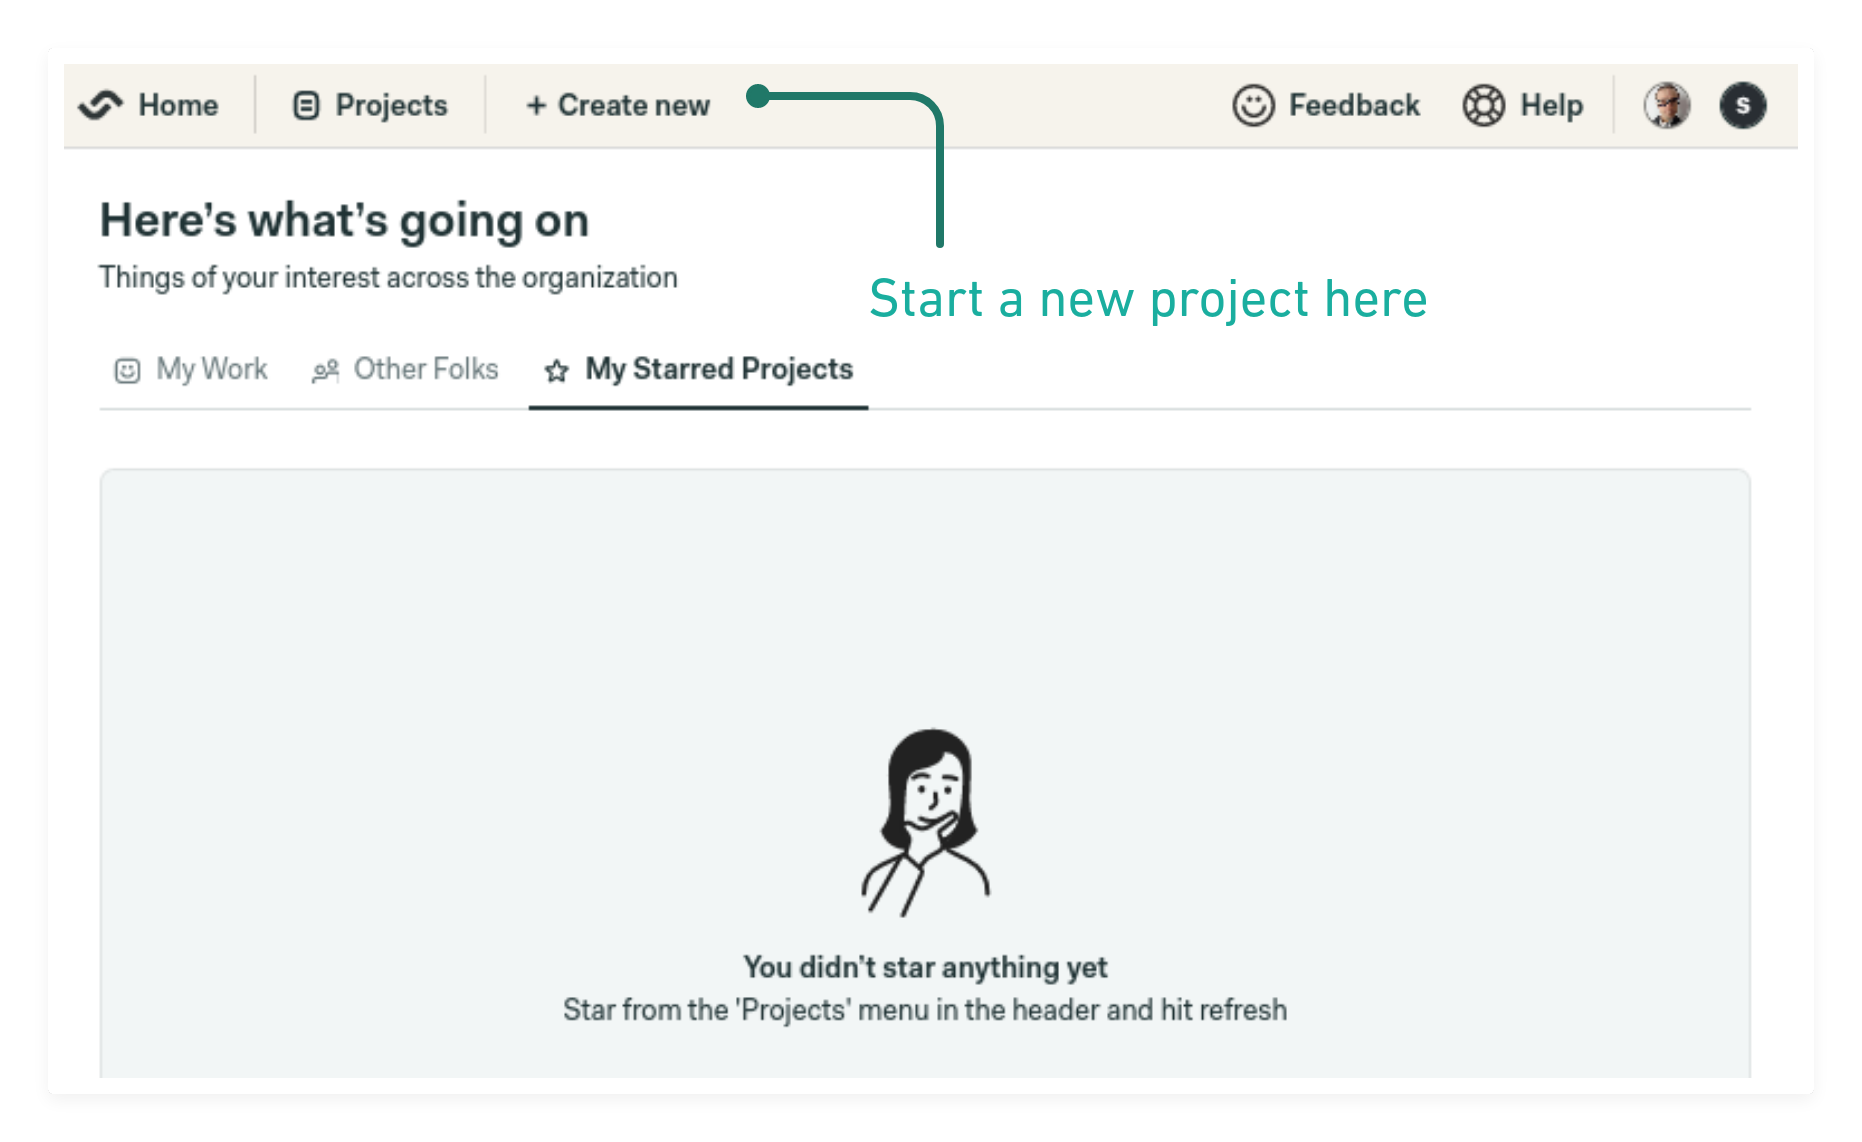 Home
Projects
+ Create new
Feedback
Help
S
Here's what's going on
Things of your interest across the organization
Start a new project here
My Work
Other Folks
My Starred Projects
You didn't star anything yet
Star from the 'Projects' menu in the header and hit refresh